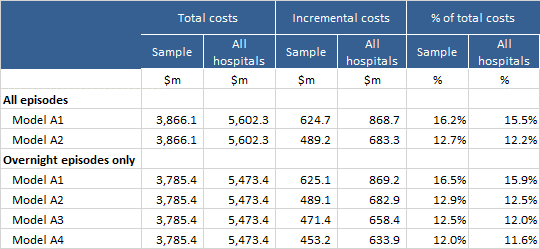 Total costs Incremental costs % of total costs
Sample All hospitals Sample All hospitals Sample All hospitals
$m $m $m $m % %
All episodes
Model A1 3,866.1 5,602.3 624.7 868.7 16.2% 15.5%
Model A2 3,866.1 5,602.3 489.2 683.3 12.7% 12.2%
Overnight episodes only
Model A1 3,785.4 5,473.4 625.1 869.2 16.5% 15.9%
Model A2 3,785.4 5,473.4 489.1 682.9 12.9% 12.5%
Model A3 3,785.4 5,473.4 471.4 658.4 12.5% 12.0%
Model A4 3,785.4 5,473.4 453.2 633.9 12.0% 11.6%